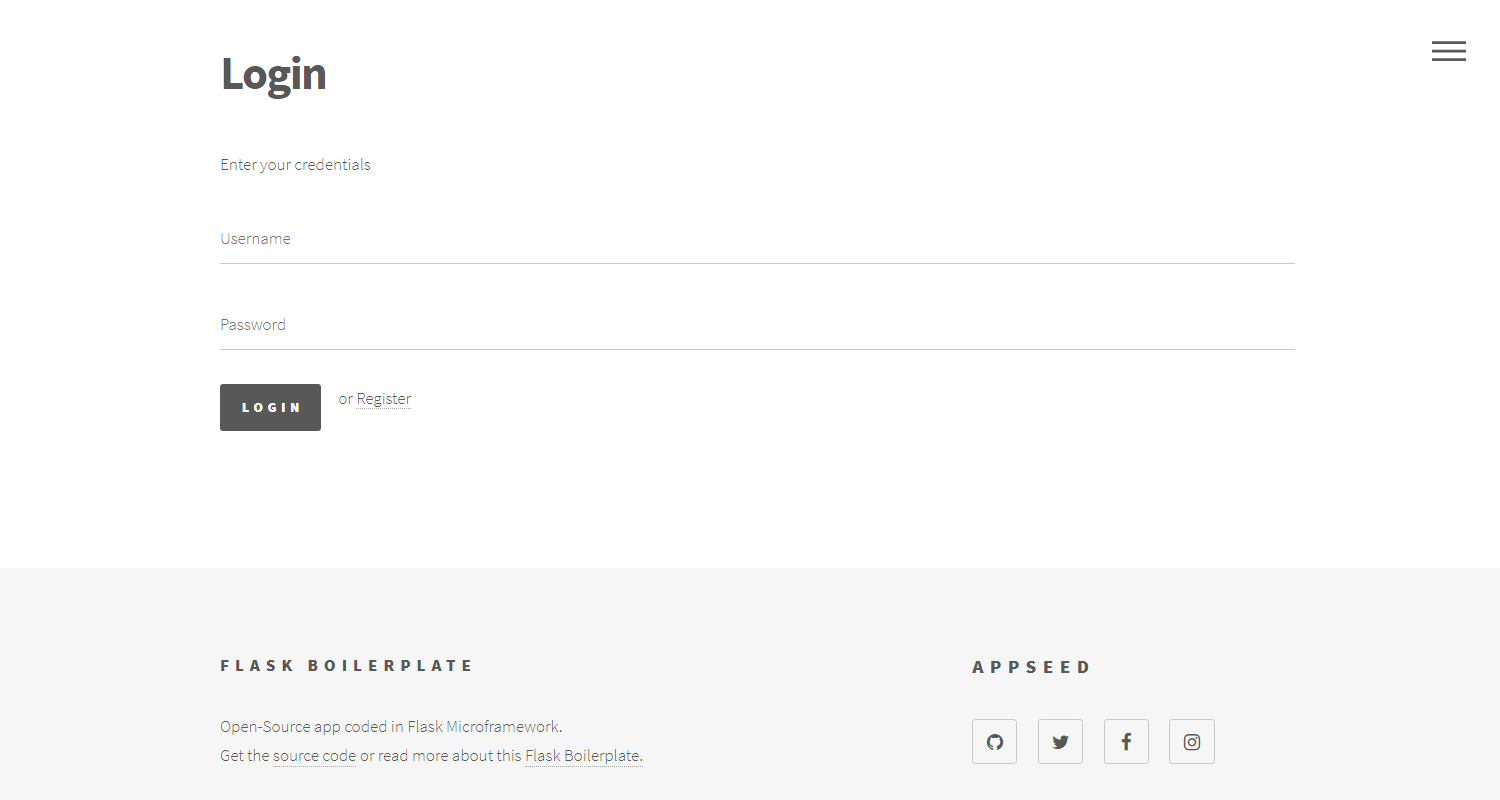 Login
Enter your credentials
Username
Password
LOGIN or Register
FLASK BOILERPLATE
Open-Source app coded in Flask Microframework.
Get the source code or read more about this Flask Boilerplate.
APPSEED